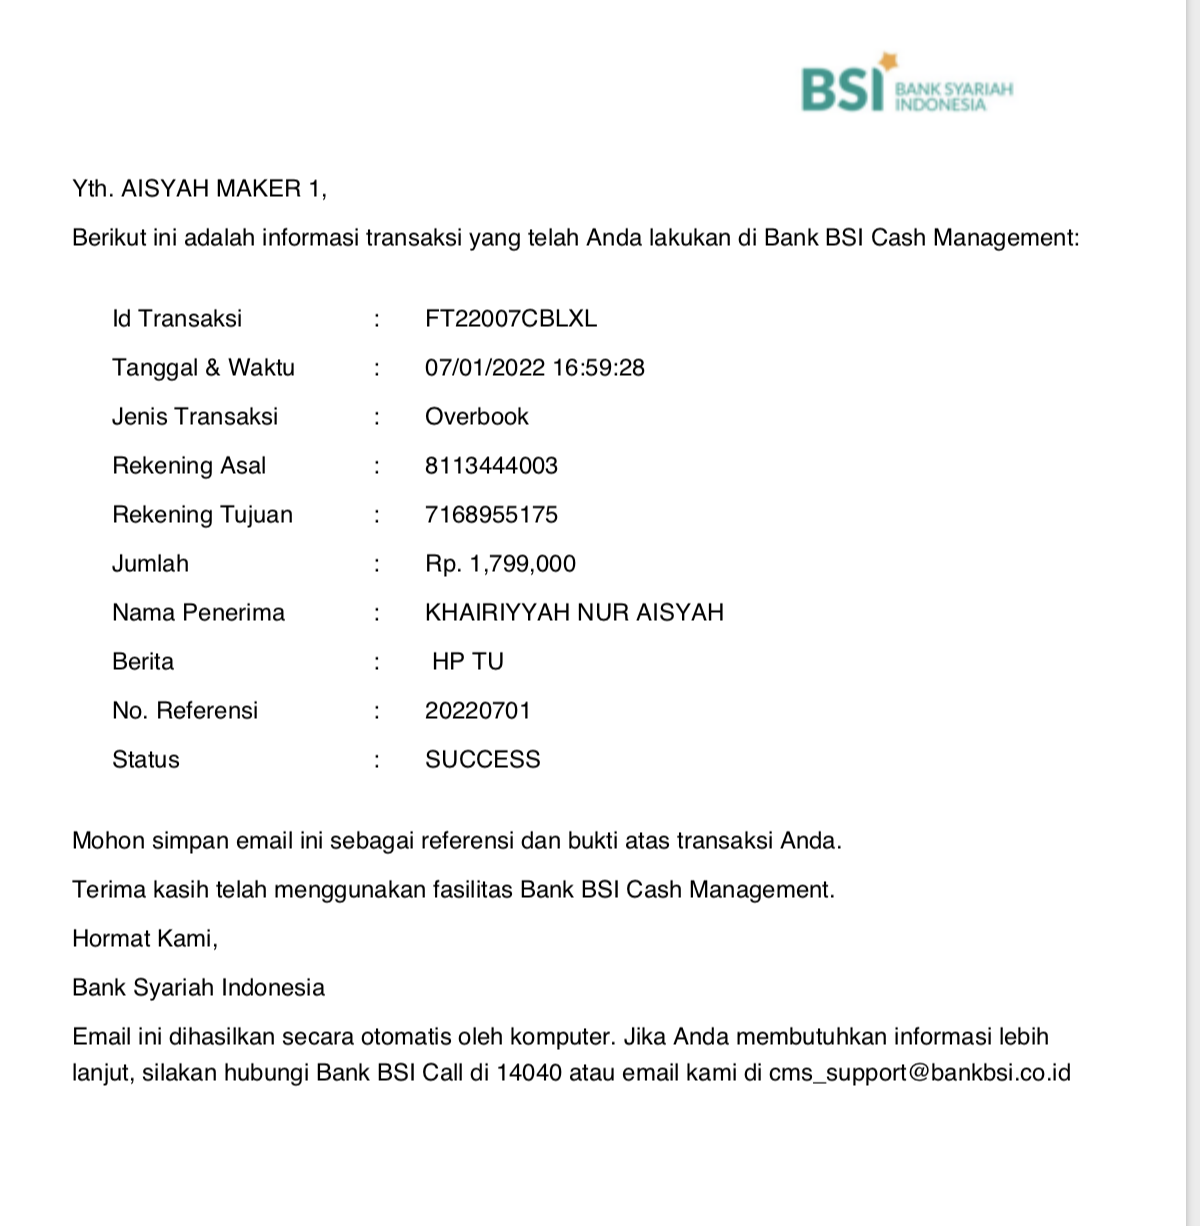 BSI BANK SYARIAH
INDONESIA
Yth. AISYAH MAKER 1,
Berikut ini adalah informasi transaksi yang telah Anda lakukan di Bank BSI Cash Management:
Id Transaksi : FT22007CBLXL
Tanggal & Waktu : 07/01/2022 16:59:28
Jenis Transaksi : Overbook
Rekening Asal : 8113444003
Rekening Tujuan : 7168955175
Jumlah : Rp. 1,799,000
Nama Penerima : KHAIRIYYAH NUR AISYAH
Berita : HP TU
No. Referensi : 20220701
Status : SUCCESS
Mohon simpan email ini sebagai referensi dan bukti atas transaksi Anda.
Terima kasih telah menggunakan fasilitas Bank BSI Cash Management.
Hormat Kami,
Bank Syariah Indonesia
Email ini dihasilkan secara otomatis oleh komputer. Jika Anda membutuhkan informasi lebih
lanjut, silakan hubungi Bank BSI Call di 14040 atau email kami di cms_support@bankbsi.co.id